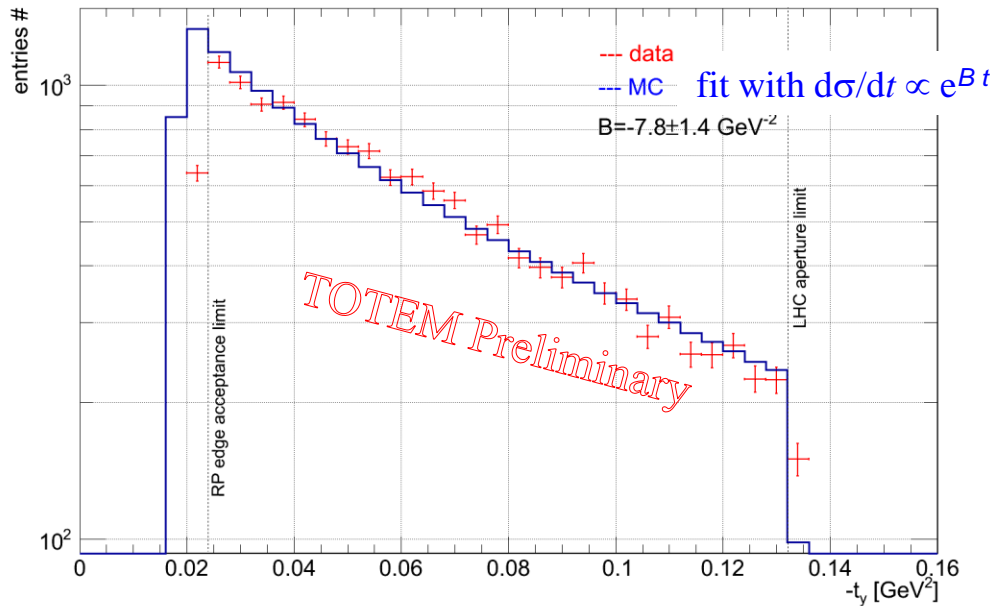 entries #
10³
10²
--- data
--- MC
fit with dσ/dt ∝ e^{B t}
B=-7.8±1.4 GeV⁻²
RP edge acceptance limit
LHC aperture limit
TOTEM Preliminary
0 0.02 0.04 0.06 0.08 0.1 0.12 0.14 0.16
-t_y [GeV²]